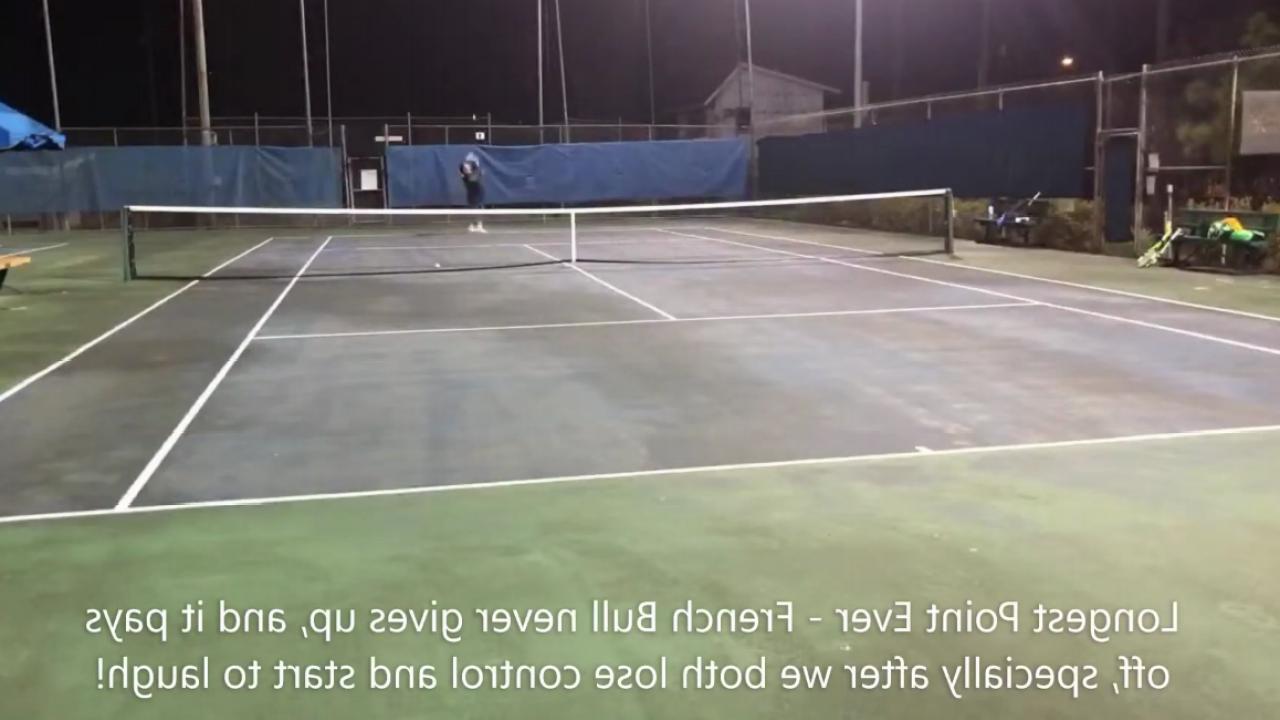 Longest Point Ever - French Bull never gives up, and it pays
off, specially after we both lose control and start to laugh!